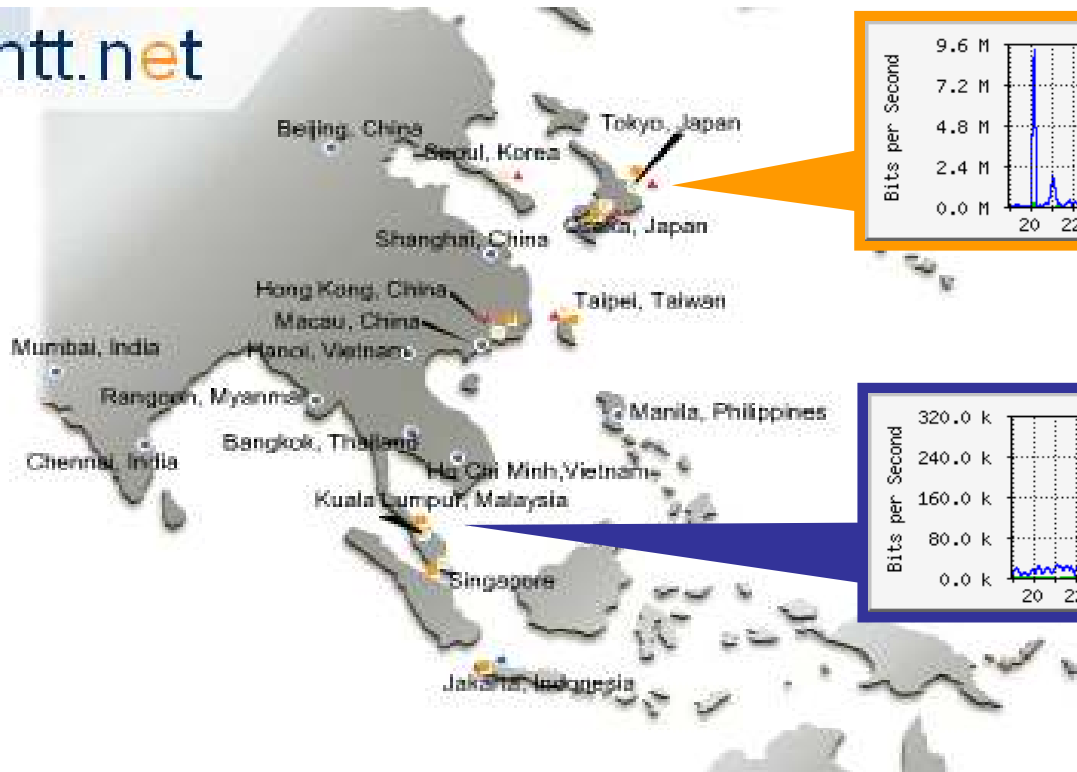 ntt.net
Beijing, China
Seoul, Korea
Tokyo, Japan
Osaka, Japan
Shanghai, China
Hong Kong, China
Taipei, Taiwan
Macau, China
Hanoi, Vietnam
Mumbai, India
Rangoon, Myanmar
Manila, Philippines
Bangkok, Thailand
Chennai, India
Ho Chi Minh,Vietnam
Kuala Lumpur, Malaysia
Singapore
Jakarta, Indonesia
Bits per Second
9.6 M
7.2 M
4.8 M
2.4 M
0.0 M
20 22
Bits per Second
320.0 k
240.0 k
160.0 k
80.0 k
0.0 k
20 22